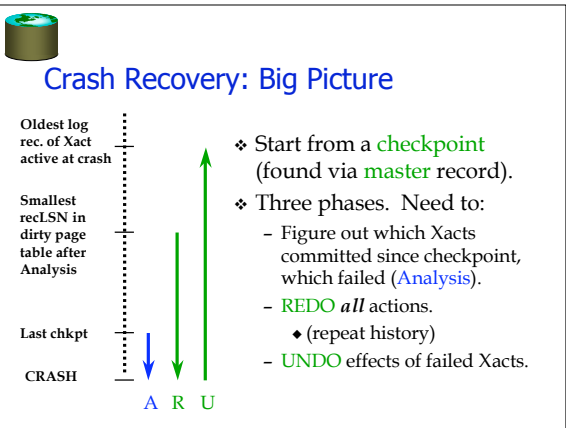 Crash Recovery: Big Picture
Oldest log
rec. of Xact
active at crash
Smallest
recLSN in
dirty page
table after
Analysis
Last chkpt
CRASH
A R U
❖ Start from a checkpoint
(found via master record).
❖ Three phases. Need to:
– Figure out which Xacts
committed since checkpoint,
which failed (Analysis).
– REDO all actions.
◆ (repeat history)
– UNDO effects of failed Xacts.